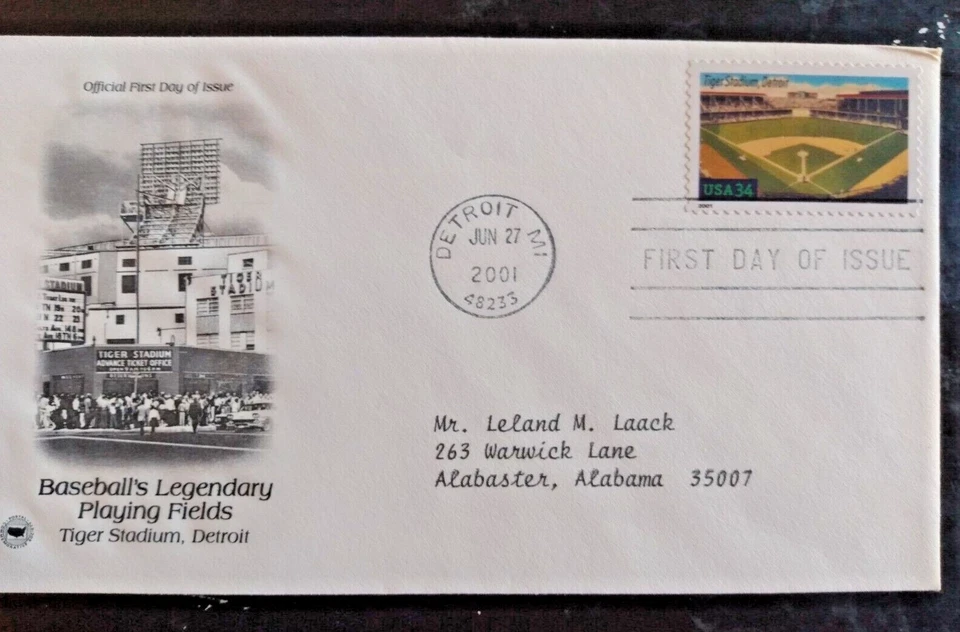 Official First Day of Issue
Tiger Stadium, Detroit
USA 34
2001
DETROIT MI
JUN 27
2001
48233
FIRST DAY OF ISSUE
STADIUM
TIGER
STADIUM
TIGER STADIUM
ADVANCE TICKET OFFICE
Mr. Leland M. Laack
263 Warwick Lane
Alabaster, Alabama 35007
Baseball's Legendary
Playing Fields
Tiger Stadium, Detroit